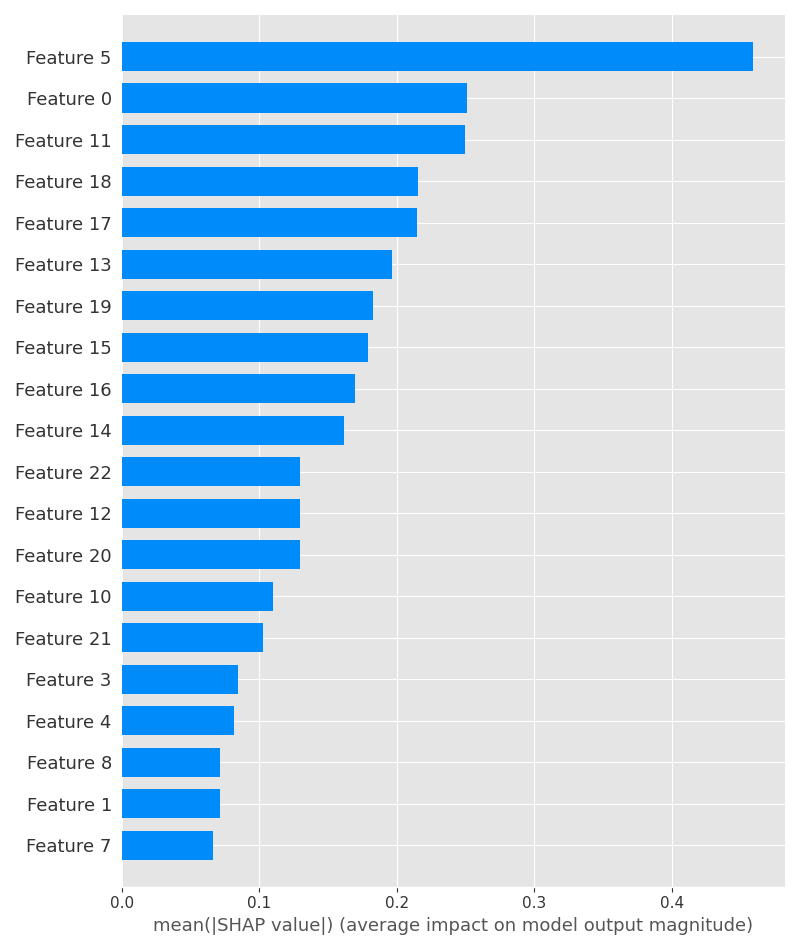 Feature 5
Feature 0
Feature 11
Feature 18
Feature 17
Feature 13
Feature 19
Feature 15
Feature 16
Feature 14
Feature 22
Feature 12
Feature 20
Feature 10
Feature 21
Feature 3
Feature 4
Feature 8
Feature 1
Feature 7
0.0 0.1 0.2 0.3 0.4
mean(|SHAP value|) (average impact on model output magnitude)